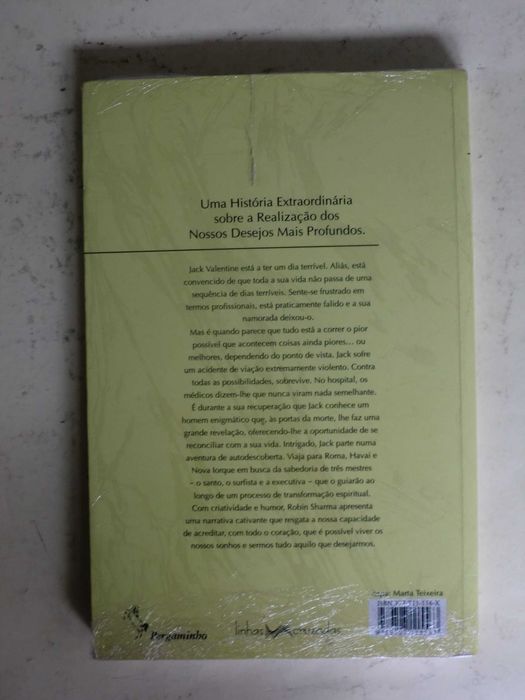 Uma História Extraordinária
sobre a Realização dos
Nossos Desejos Mais Profundos.
Jack Valentine está a ter um dia terrível. Aliás, está
convencido de que toda a sua vida não passa de uma
sequência de dias terríveis. Sente-se frustrado em
termos profissionais, está praticamente falido e a sua
namorada deixou-o.
Mas é quando parece que tudo está a correr o pior
possível que acontecem coisas ainda piores... ou
melhores, dependendo do ponto de vista. Jack sofre
um acidente de viação extremamente violento. Contra
todas as possibilidades, sobrevive. No hospital, os
médicos dizem-lhe que nunca viram nada semelhante.
É durante a sua recuperação que Jack conhece um
homem enigmático que, às portas da morte, lhe faz uma
grande revelação, oferecendo-lhe a oportunidade de se
reconciliar com a sua vida. Intrigado, Jack parte numa
aventura de autodescoberta. Viaja para Roma, Havai e
Nova Iorque em busca da sabedoria de três mestres
– o santo, o surfista e a executiva – que o guiarão ao
longo de um processo de transformação espiritual.
Com criatividade e humor, Robin Sharma apresenta
uma narrativa cativante que resgata a nossa capacidade
de acreditar, com todo o coração, que é possível viver os
nossos sonhos e sermos tudo aquilo que desejarmos.
Marta Teixeira
ISBN
Pergaminho
linhas cruzadas